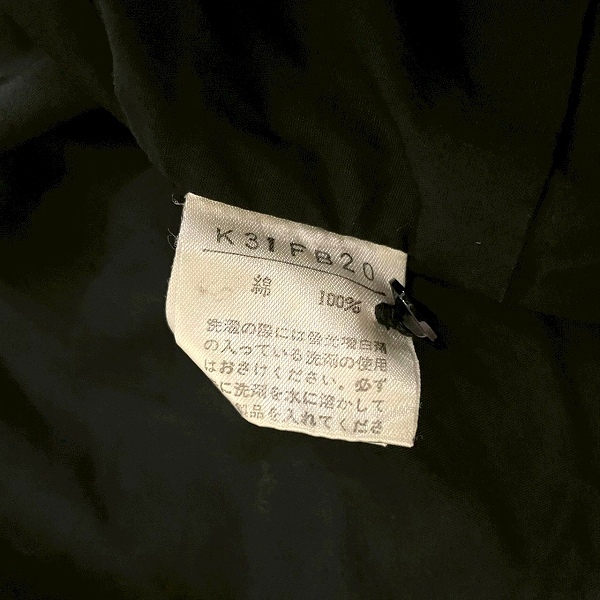 K31FB20
綿 100%
洗濯の際には蛍光増白剤
の入っている洗剤の使用
はおさけください。必ず
に洗剤を水に溶かして
製品を入れてくださ